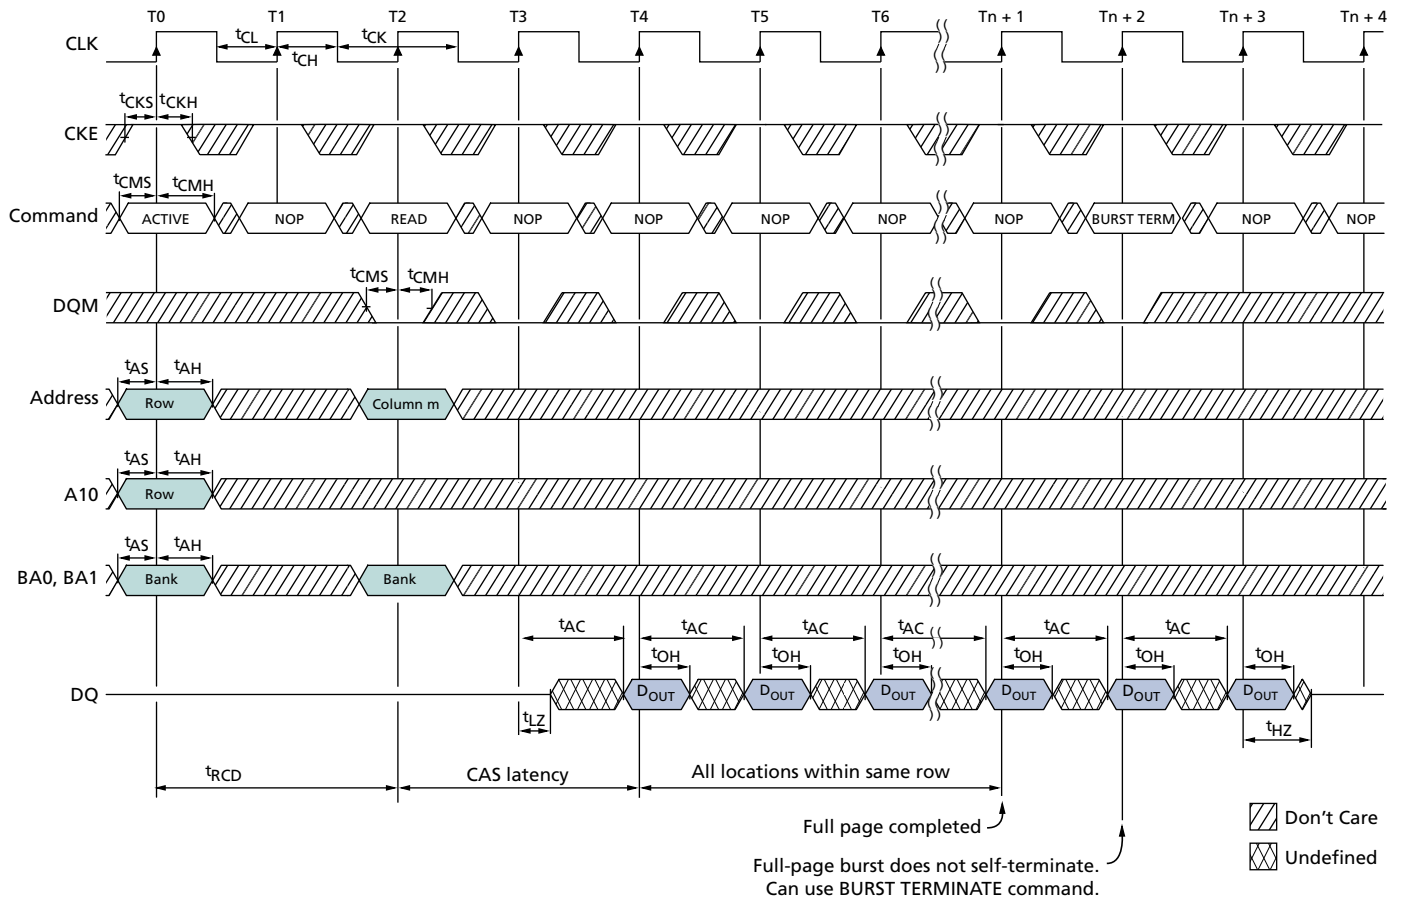 T0 T1 T2 T3 T4 T5 T6 Tn + 1 Tn + 2 Tn + 3 Tn + 4
CLK tCL tCH tCK
tCKS tCKH
CKE
tCMS tCMH
Command ACTIVE NOP READ NOP NOP NOP NOP NOP BURST TERM NOP NOP
tCMS tCMH
DQM
tAS tAH
Address Row Column m
tAS tAH
A10 Row
tAS tAH
BA0, BA1 Bank Bank
tAC tAC tAC tAC tAC tAC
tOH tOH tOH tOH tOH tOH
DQ DOUT DOUT DOUT DOUT DOUT DOUT
tLZ tHZ
tRCD CAS latency All locations within same row
Full page completed
Don't Care
Full-page burst does not self-terminate.
Can use BURST TERMINATE command.
Undefined